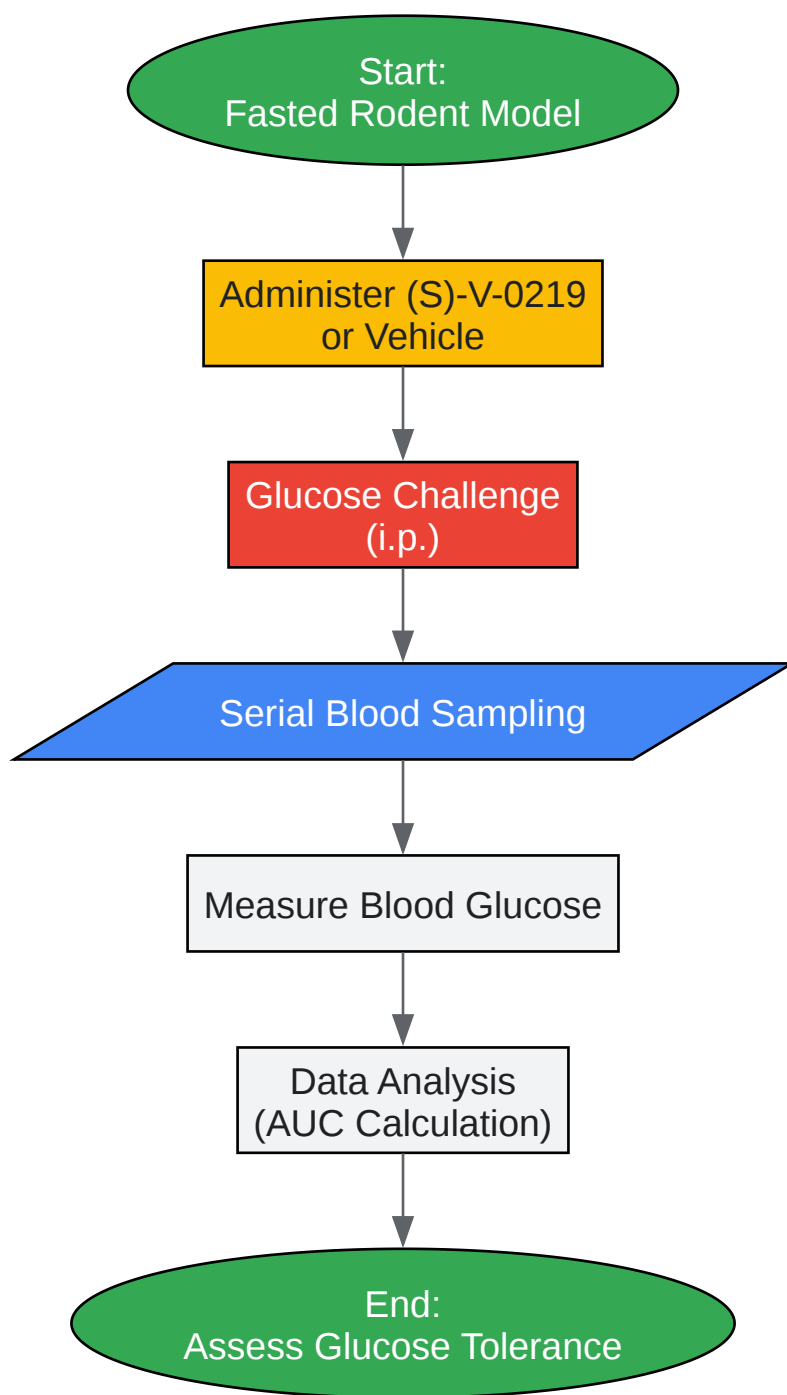 Start:
Fasted Rodent Model
Administer (S)-V-0219
or Vehicle
Glucose Challenge
(i.p.)
Serial Blood Sampling
Measure Blood Glucose
Data Analysis
(AUC Calculation)
End:
Assess Glucose Tolerance